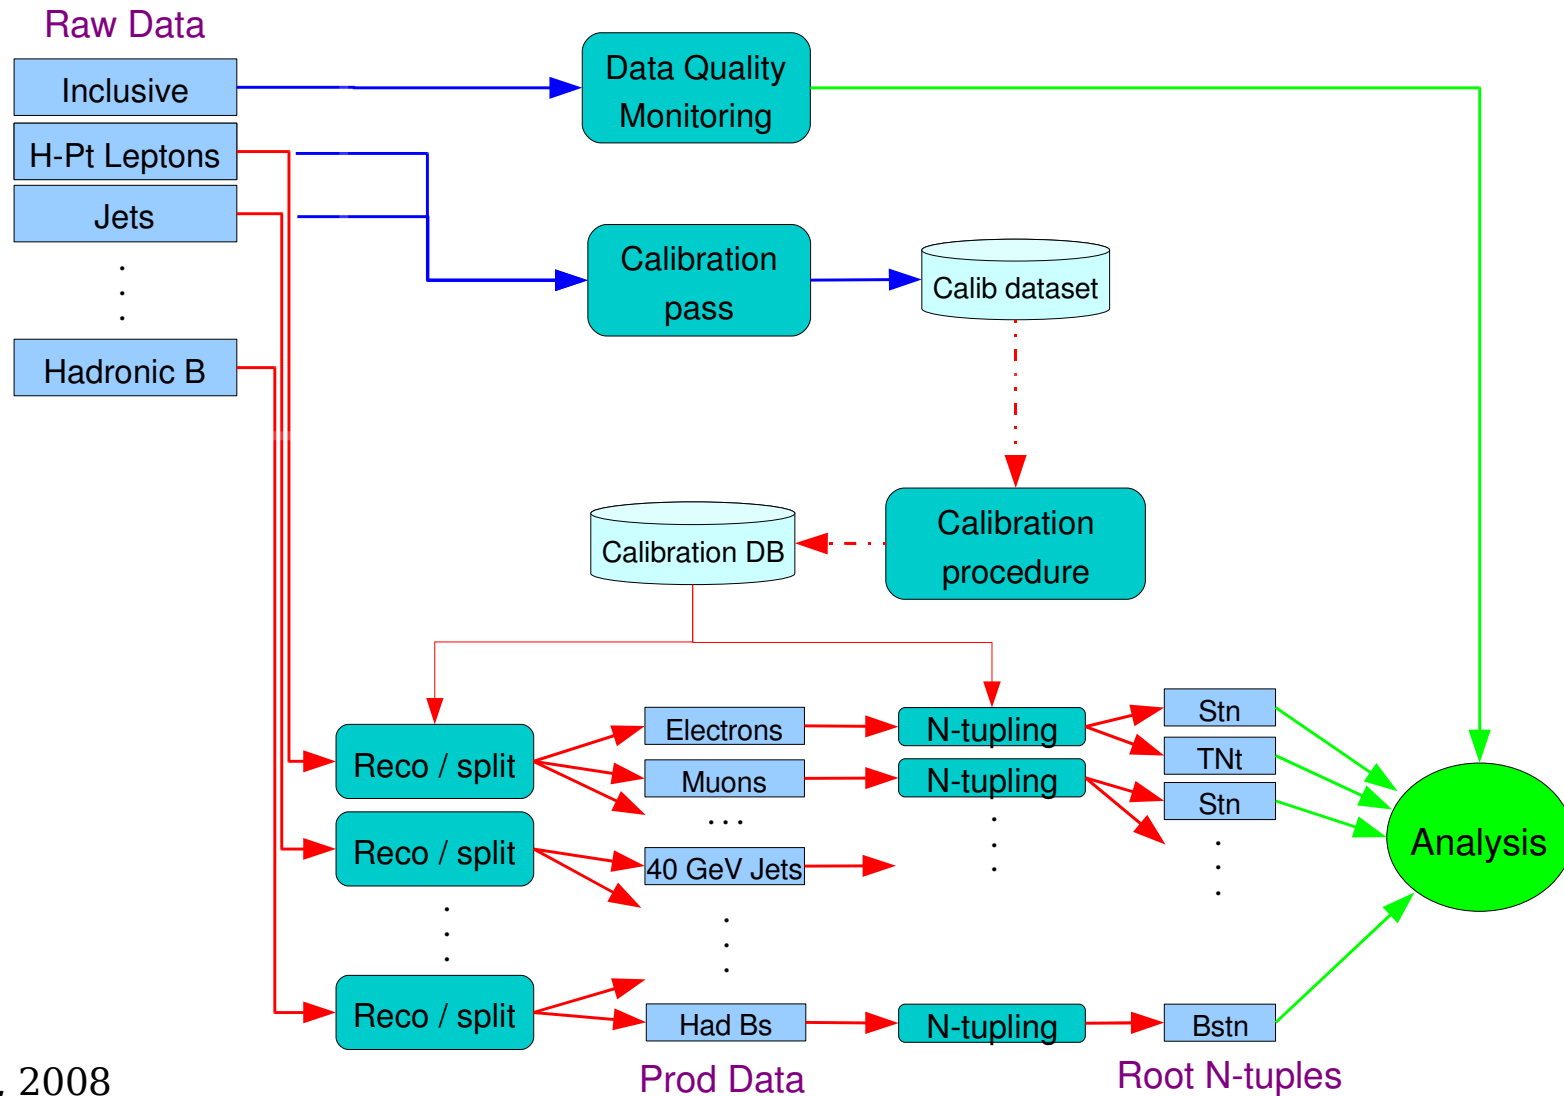 Raw Data
Inclusive
H-Pt Leptons
Jets
Hadronic B
Data Quality
Monitoring
Calibration
pass
Calib dataset
Calibration
procedure
Calibration DB
Reco / split
Reco / split
Reco / split
Electrons
Muons
...
40 GeV Jets
Had Bs
N-tupling
N-tupling
N-tupling
Stn
TNt
Stn
Bstn
Analysis
Prod Data
Root N-tuples
, 2008